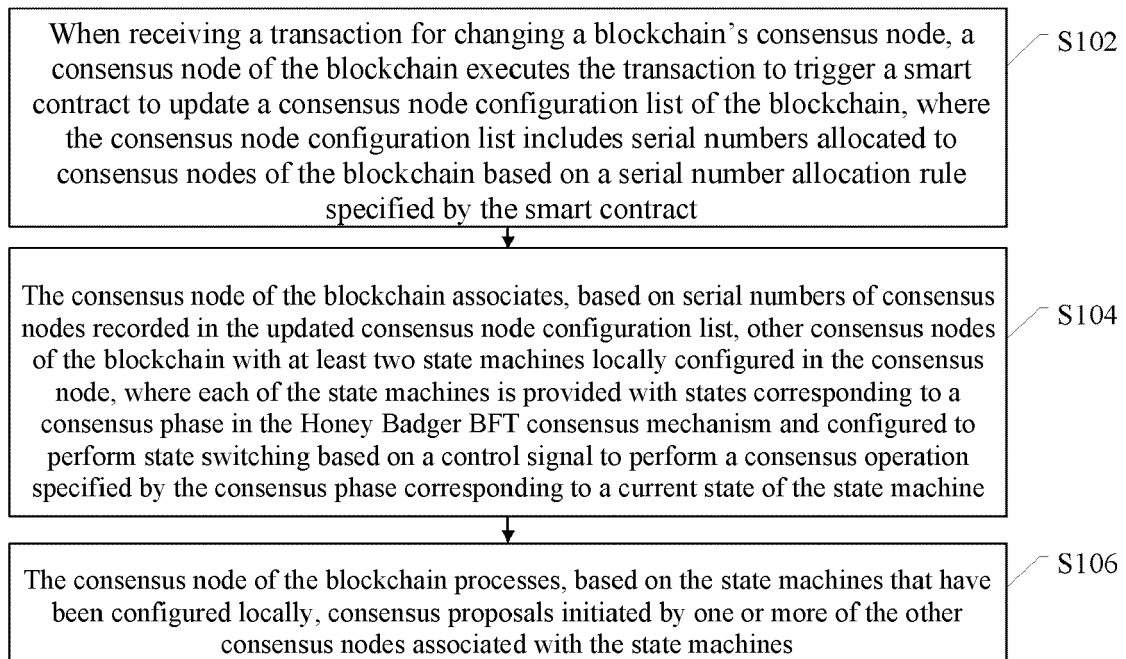 When receiving a transaction for changing a blockchain’s consensus node, a
consensus node of the blockchain executes the transaction to trigger a smart
contract to update a consensus node configuration list of the blockchain, where
the consensus node configuration list includes serial numbers allocated to
consensus nodes of the blockchain based on a serial number allocation rule
specified by the smart contract
S102
The consensus node of the blockchain associates, based on serial numbers of consensus
nodes recorded in the updated consensus node configuration list, other consensus nodes
of the blockchain with at least two state machines locally configured in the consensus
node, where each of the state machines is provided with states corresponding to a
consensus phase in the Honey Badger BFT consensus mechanism and configured to
perform state switching based on a control signal to perform a consensus operation
specified by the consensus phase corresponding to a current state of the state machine
S104
The consensus node of the blockchain processes, based on the state machines that have
been configured locally, consensus proposals initiated by one or more of the other
consensus nodes associated with the state machines
S106